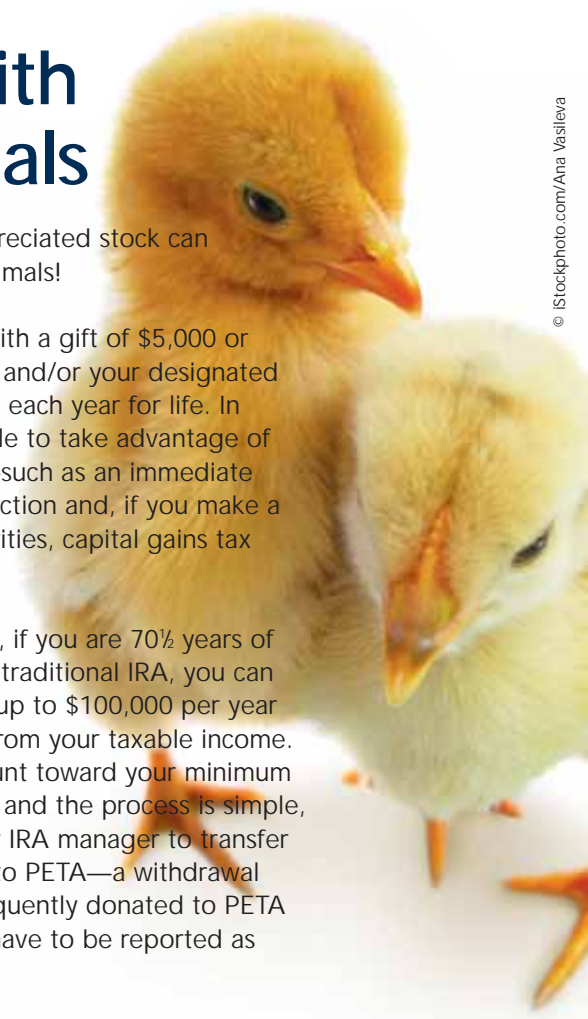 ith
als
reciated stock can
mals!
ith a gift of $5,000 or
and/or your designated
each year for life. In
le to take advantage of
such as an immediate
ction and, if you make a
ities, capital gains tax
, if you are 70½ years of
traditional IRA, you can
up to $100,000 per year
rom your taxable income.
unt toward your minimum
and the process is simple,
r IRA manager to transfer
to PETA—a withdrawal
quently donated to PETA
have to be reported as
© iStockphoto.com/Ana Vasileva